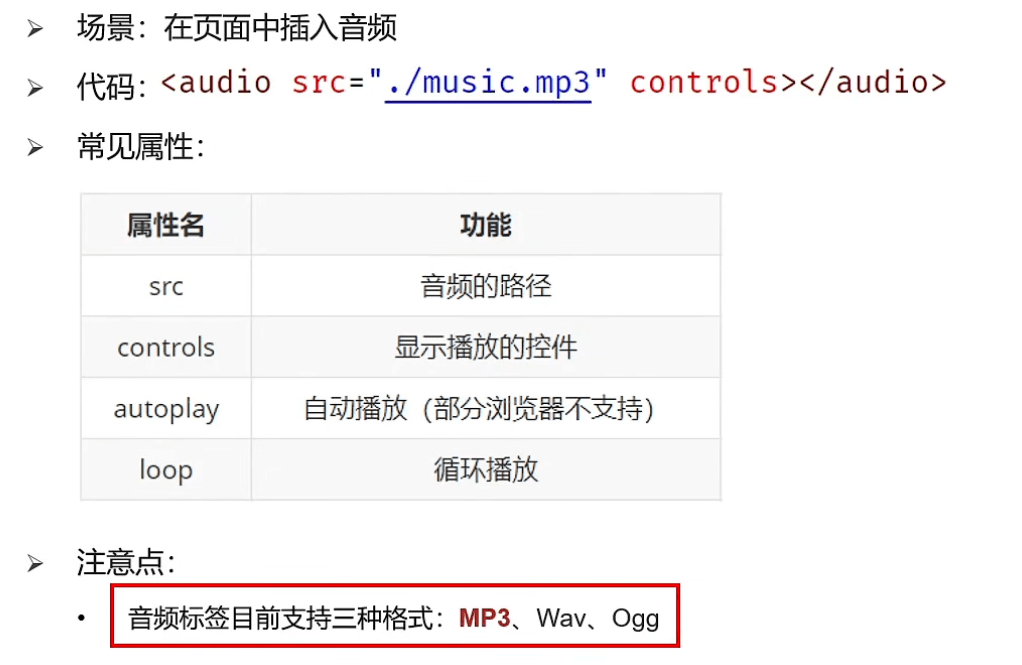 场景：在页面中插入音频
代码：<audio src="./music.mp3" controls></audio>
常见属性：
属性名 功能
src 音频的路径
controls 显示播放的控件
autoplay 自动播放（部分浏览器不支持）
loop 循环播放
注意点：
音频标签目前支持三种格式：MP3、Wav、Ogg